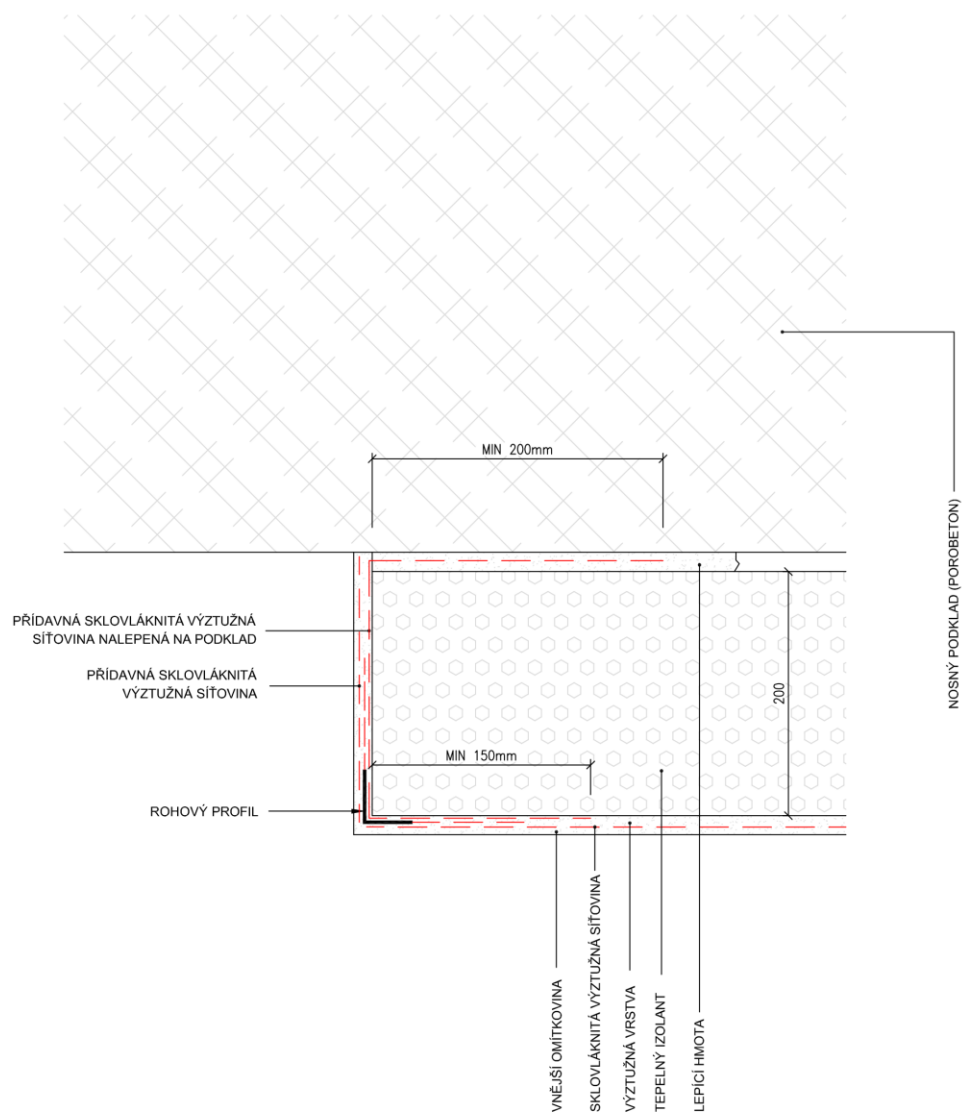 NOSNÝ PODKLAD (POROBETON)
MIN 200mm
PŘÍDAVNÁ SKLOVLÁKNITÁ VÝZTUŽNÁ
SÍŤOVINA NALEPENÁ NA PODKLAD
PŘÍDAVNÁ SKLOVLÁKNITÁ
VÝZTUŽNÁ SÍŤOVINA
200
MIN 150mm
ROHOVÝ PROFIL
VNĚJŠÍ OMÍTKOVINA
SKLOVLÁKNITÁ VÝZTUŽNÁ SÍŤOVINA
VÝZTUŽNÁ VRSTVA
TEPELNÝ IZOLANT
LEPÍCÍ HMOTA